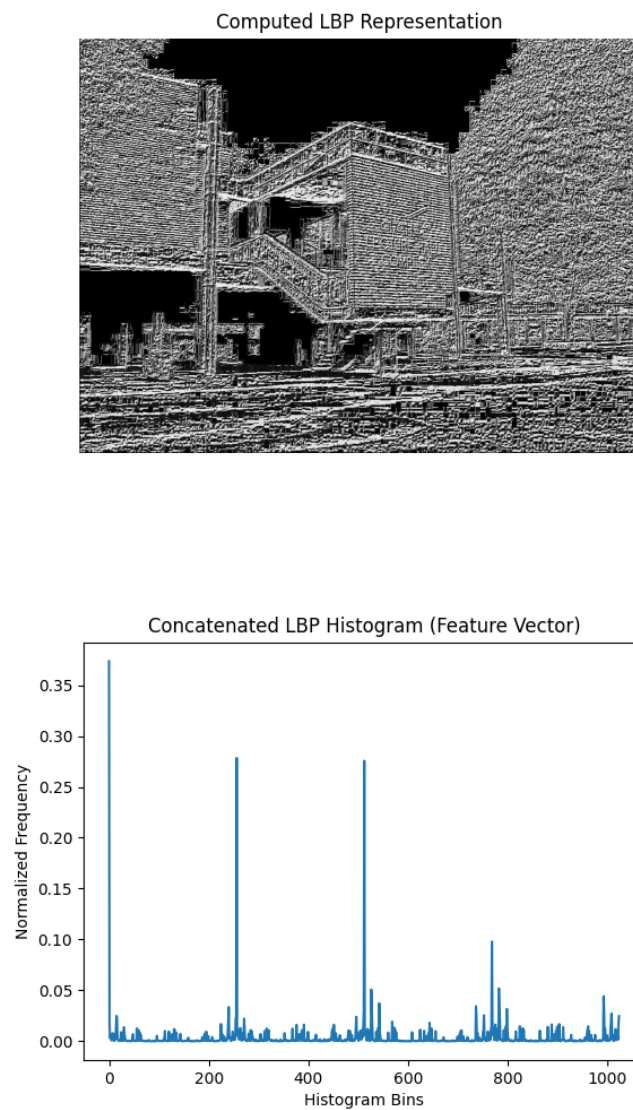 Computed LBP Representation
Concatenated LBP Histogram (Feature Vector)
0.35
0.30
0.25
0.20
0.15
0.10
0.05
0.00
Normalized Frequency
0 200 400 600 800 1000
Histogram Bins